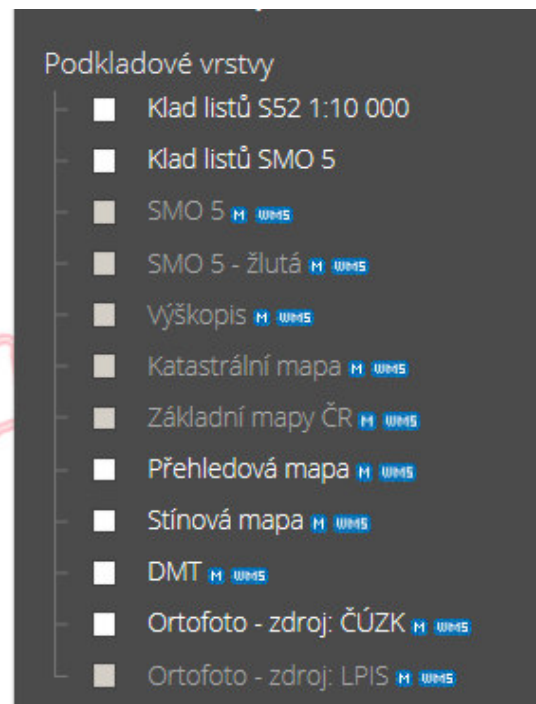 Podkladové vrstvy
Klad listů S52 1:10 000
Klad listů SMO 5
SMO 5 M WMS
SMO 5 - žlutá M WMS
Výškopis M WMS
Katastrální mapa M WMS
Základní mapy ČR M WMS
Přehledová mapa M WMS
Stínová mapa M WMS
DMT M WMS
Ortofoto - zdroj: ČÚZK M WMS
Ortofoto - zdroj: LPIS M WMS